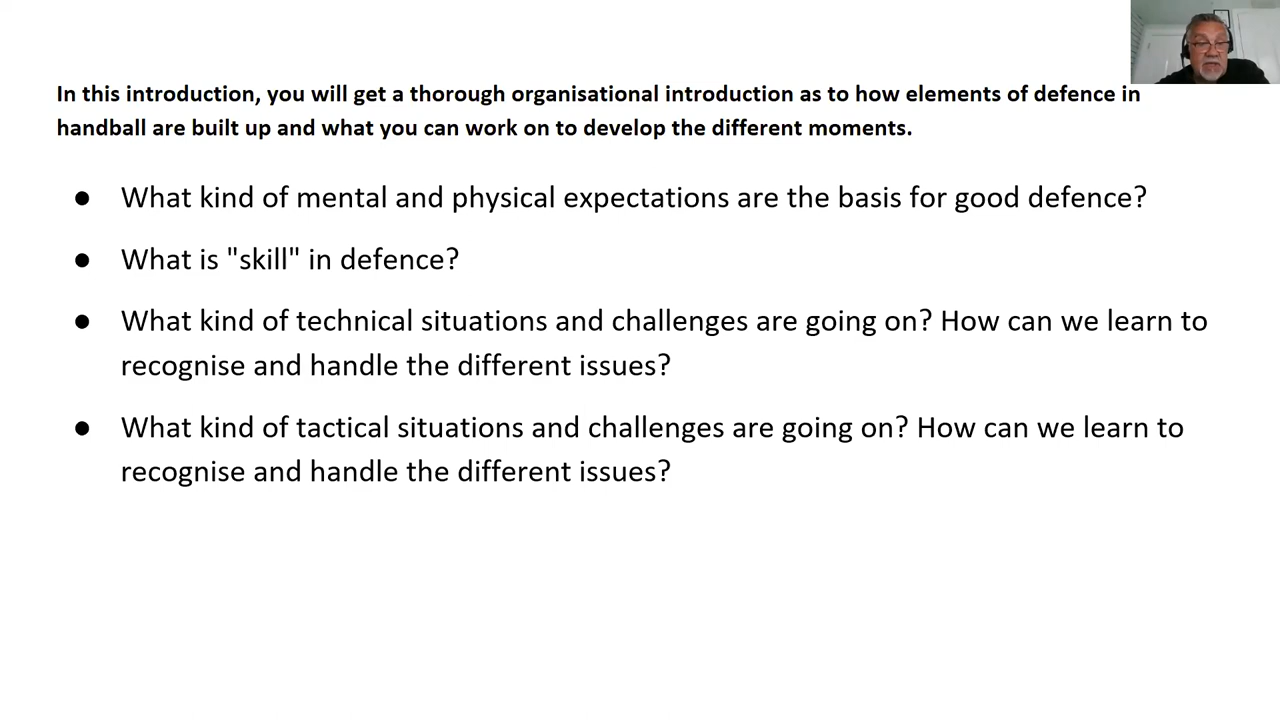 In this introduction, you will get a thorough organisational introduction as to how elements of defence in
handball are built up and what you can work on to develop the different moments.
● What kind of mental and physical expectations are the basis for good defence?
● What is "skill" in defence?
● What kind of technical situations and challenges are going on? How can we learn to
recognise and handle the different issues?
● What kind of tactical situations and challenges are going on? How can we learn to
recognise and handle the different issues?